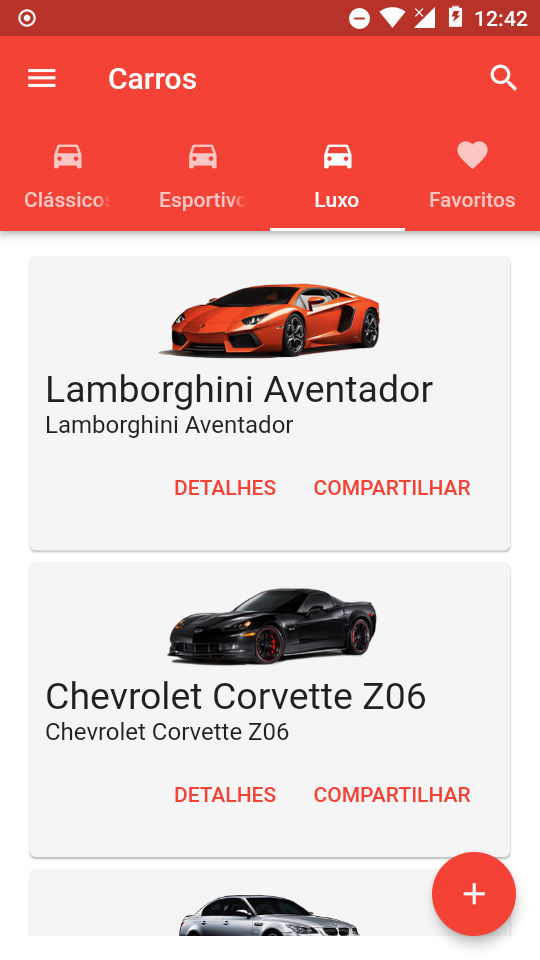 12:42
Carros
Clássicos
Esportivo
Luxo
Favoritos
Lamborghini Aventador
Lamborghini Aventador
DETALHES COMPARTILHAR
Chevrolet Corvette Z06
Chevrolet Corvette Z06
DETALHES COMPARTILHAR